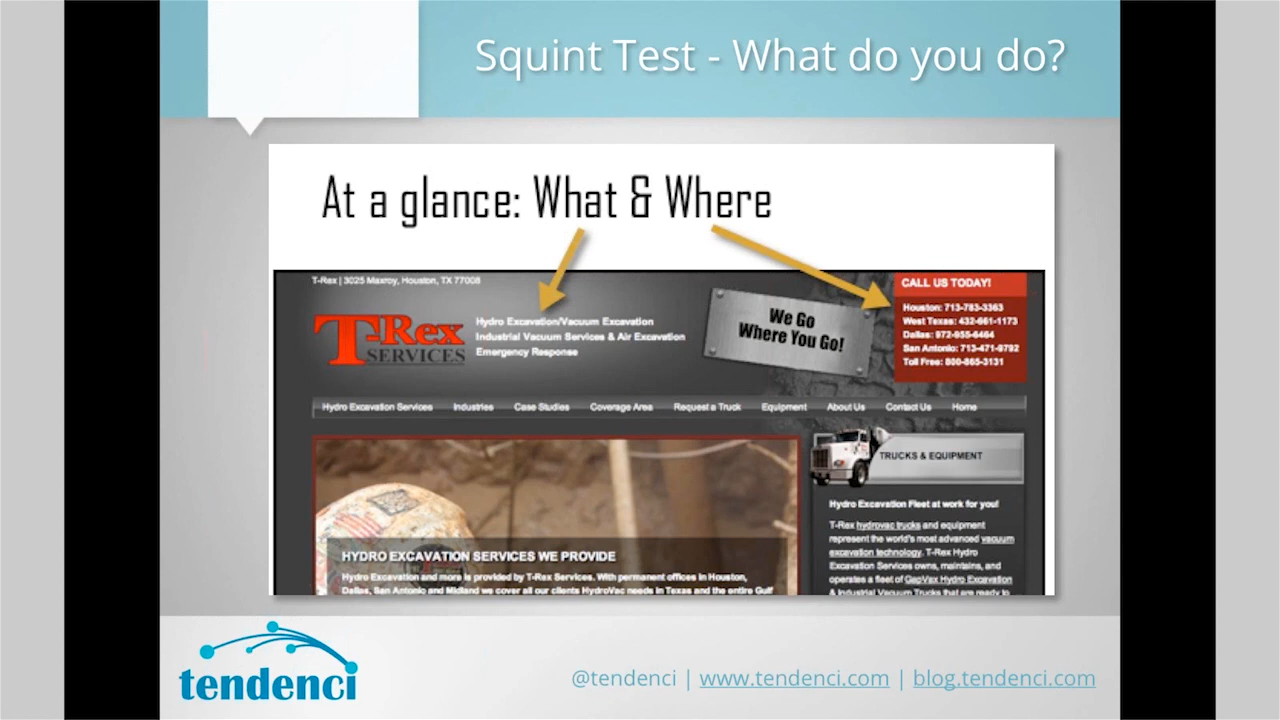 Squint Test - What do you do?
At a glance: What & Where
T-Rex | 3025 Maxroy, Houston, TX 77008
T-Rex
SERVICES
Hydro Excavation/Vacuum Excavation
Industrial Vacuum Services & Air Excavation
Emergency Response
We Go
Where You Go!
CALL US TODAY!
Houston: 713-783-3363
West Texas: 432-661-1173
Dallas: 972-955-6464
San Antonio: 713-471-9792
Toll Free: 800-865-3131
Hydro Excavation Services Industries Case Studies Coverage Area Request a Truck Equipment About Us Contact Us Home
HYDRO EXCAVATION SERVICES WE PROVIDE
Hydro Excavation and more is provided by T-Rex Services. With permanent offices in Houston,
Dallas, San Antonio and Midland we cover all our clients HydroVac needs in Texas and the entire Gulf
TRUCKS & EQUIPMENT
Hydro Excavation Fleet at work for you!
T-Rex hydrovac trucks and equipment
represent the world's most advanced vacuum
excavation technology. T-Rex Hydro
Excavation Services owns, maintains, and
operates a fleet of GapVax Hydro Excavation
& Industrial Vacuum Trucks that are ready to
tendenci
@tendenci | www.tendenci.com | blog.tendenci.com